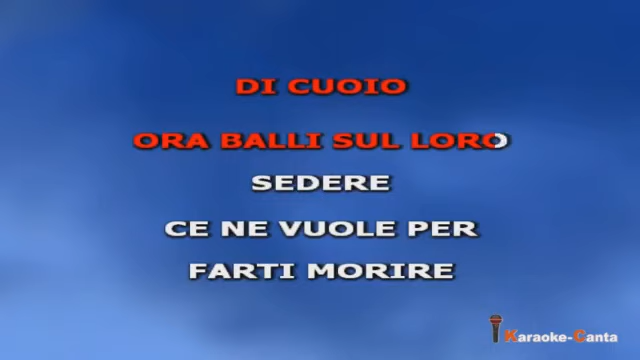 DI CUOIO
ORA BALLI SUL LORO
SEDERE
CE NE VUOLE PER
FARTI MORIRE
Karaoke-Canta